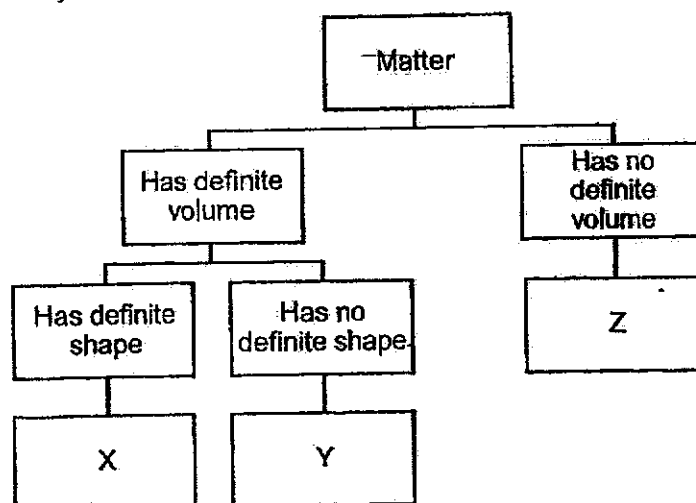 Matter
Has definite
volume
Has no
definite
volume
Has definite
shape
Has no
definite shape.
Z
X
Y